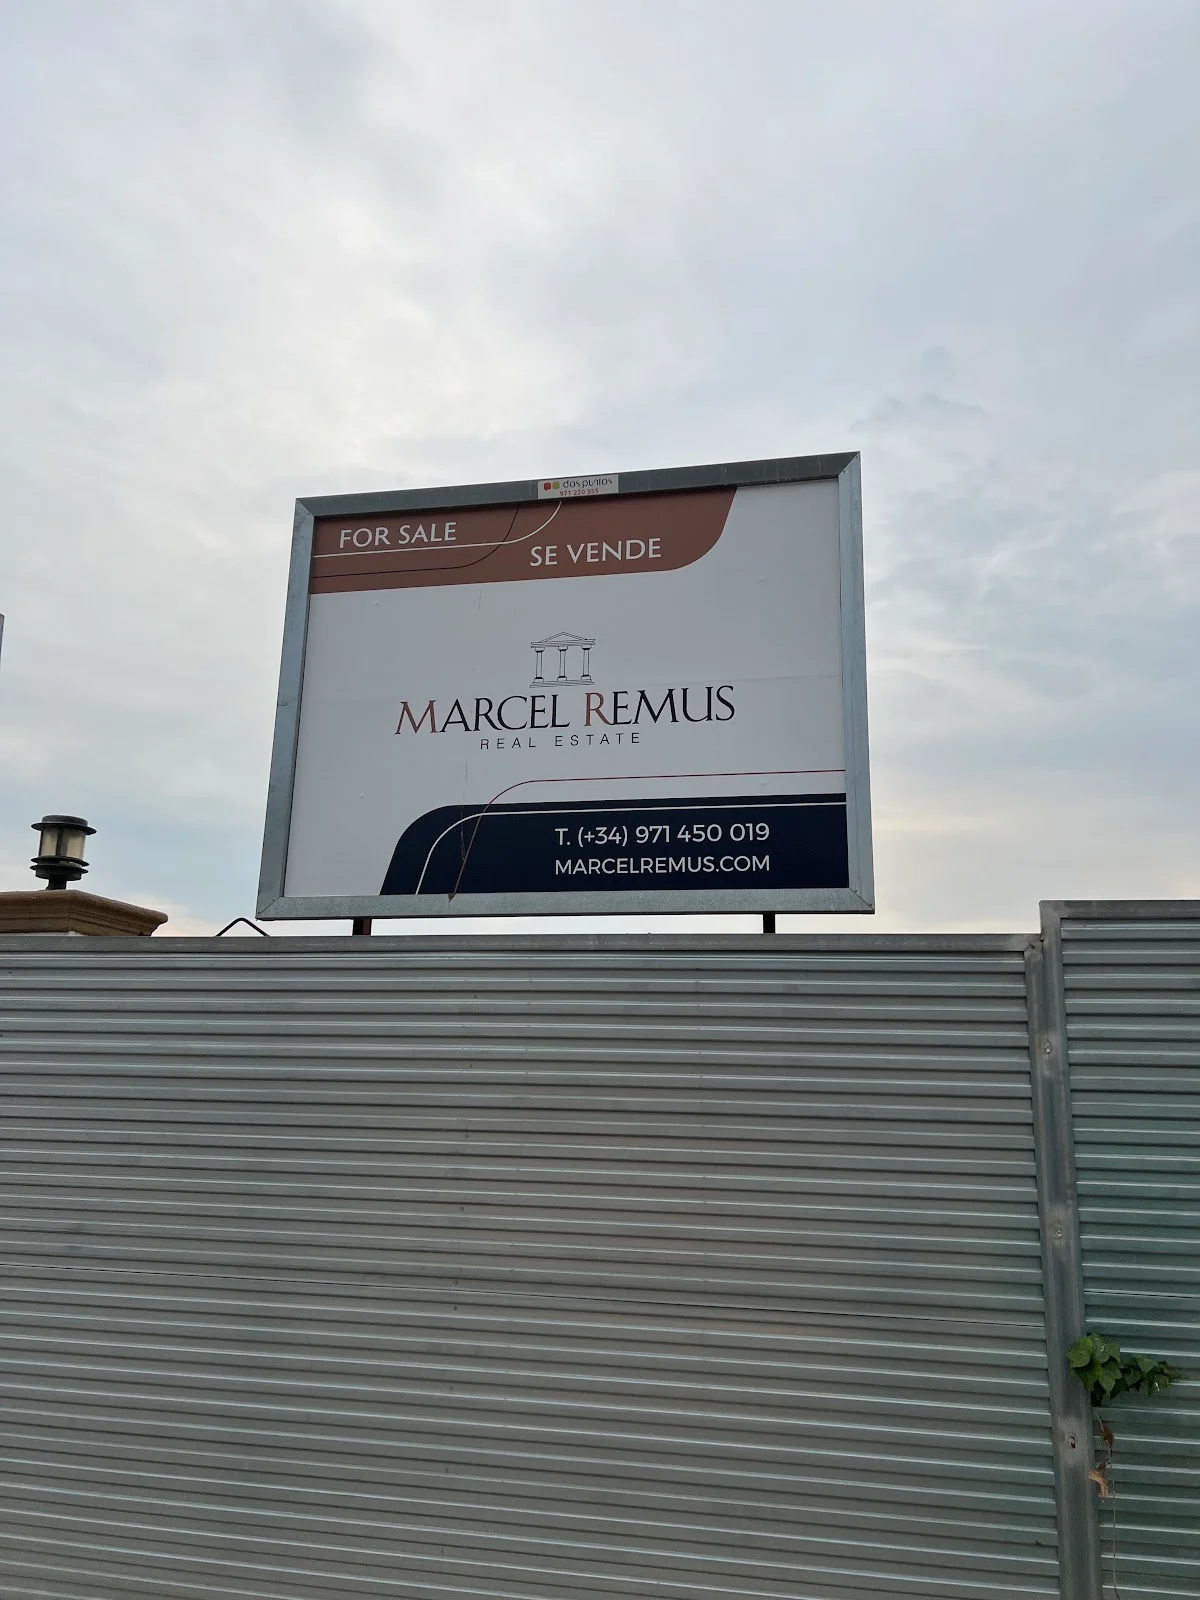 dos puntos
971 220 555
FOR SALE
SE VENDE
MARCEL REMUS
REAL ESTATE
T. (+34) 971 450 019
MARCELREMUS.COM